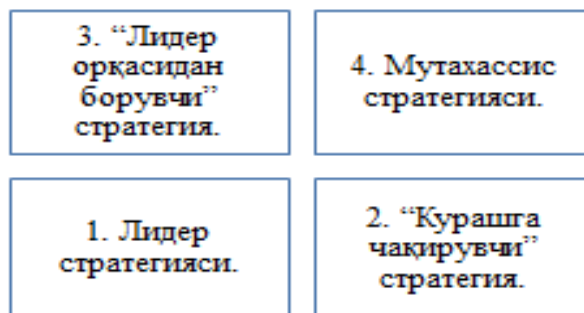 3. “Лидер
орқасидан
борувчи”
стратегия.
4. Мутахассис
стратегияси.
1. Лидер
стратегияси.
2. “Курашга
чақирувчи”
стратегия.